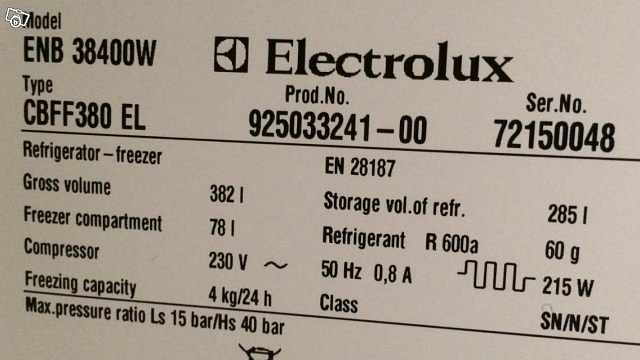 Model
ENB 38400W
Electrolux
Type
CBFF380 EL
Prod.No.
925033241-00
Ser.No.
72150048
Refrigerator-freezer
EN 28187
Gross volume 382 l
Storage vol.of refr. 285 l
Freezer compartment 78 l
Refrigerant R 600a 60 g
Compressor 230 V ~
50 Hz 0,8 A 215 W
Freezing capacity 4 kg/24 h
Class SN/N/ST
Max.pressure ratio Ls 15 bar/Hs 40 bar